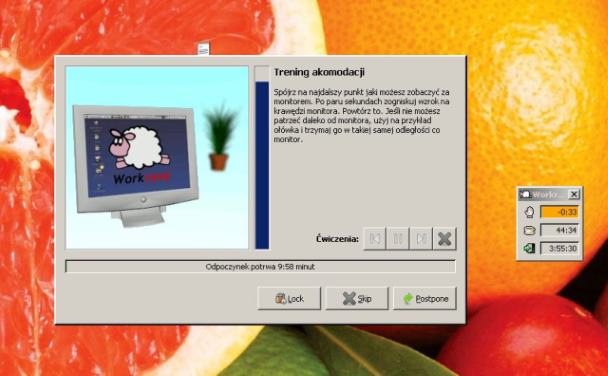 Trening akomodacji
Spójrz na najdalszy punkt jaki możesz zobaczyć za
monitorem. Po paru sekundach zogniskuj wzrok na
krawędzi monitora. Powtórz to. Jeśli nie możesz
patrzeć daleko od monitora, użyj na przykład
ołówka i trzymaj go w takiej samej odległości co
monitor.
Workrave
Ćwiczenia:
Odpoczynek potrwa 9:58 minut
Lock
Skip
Postpone
Workr...
-0:33
44:34
3:55:30